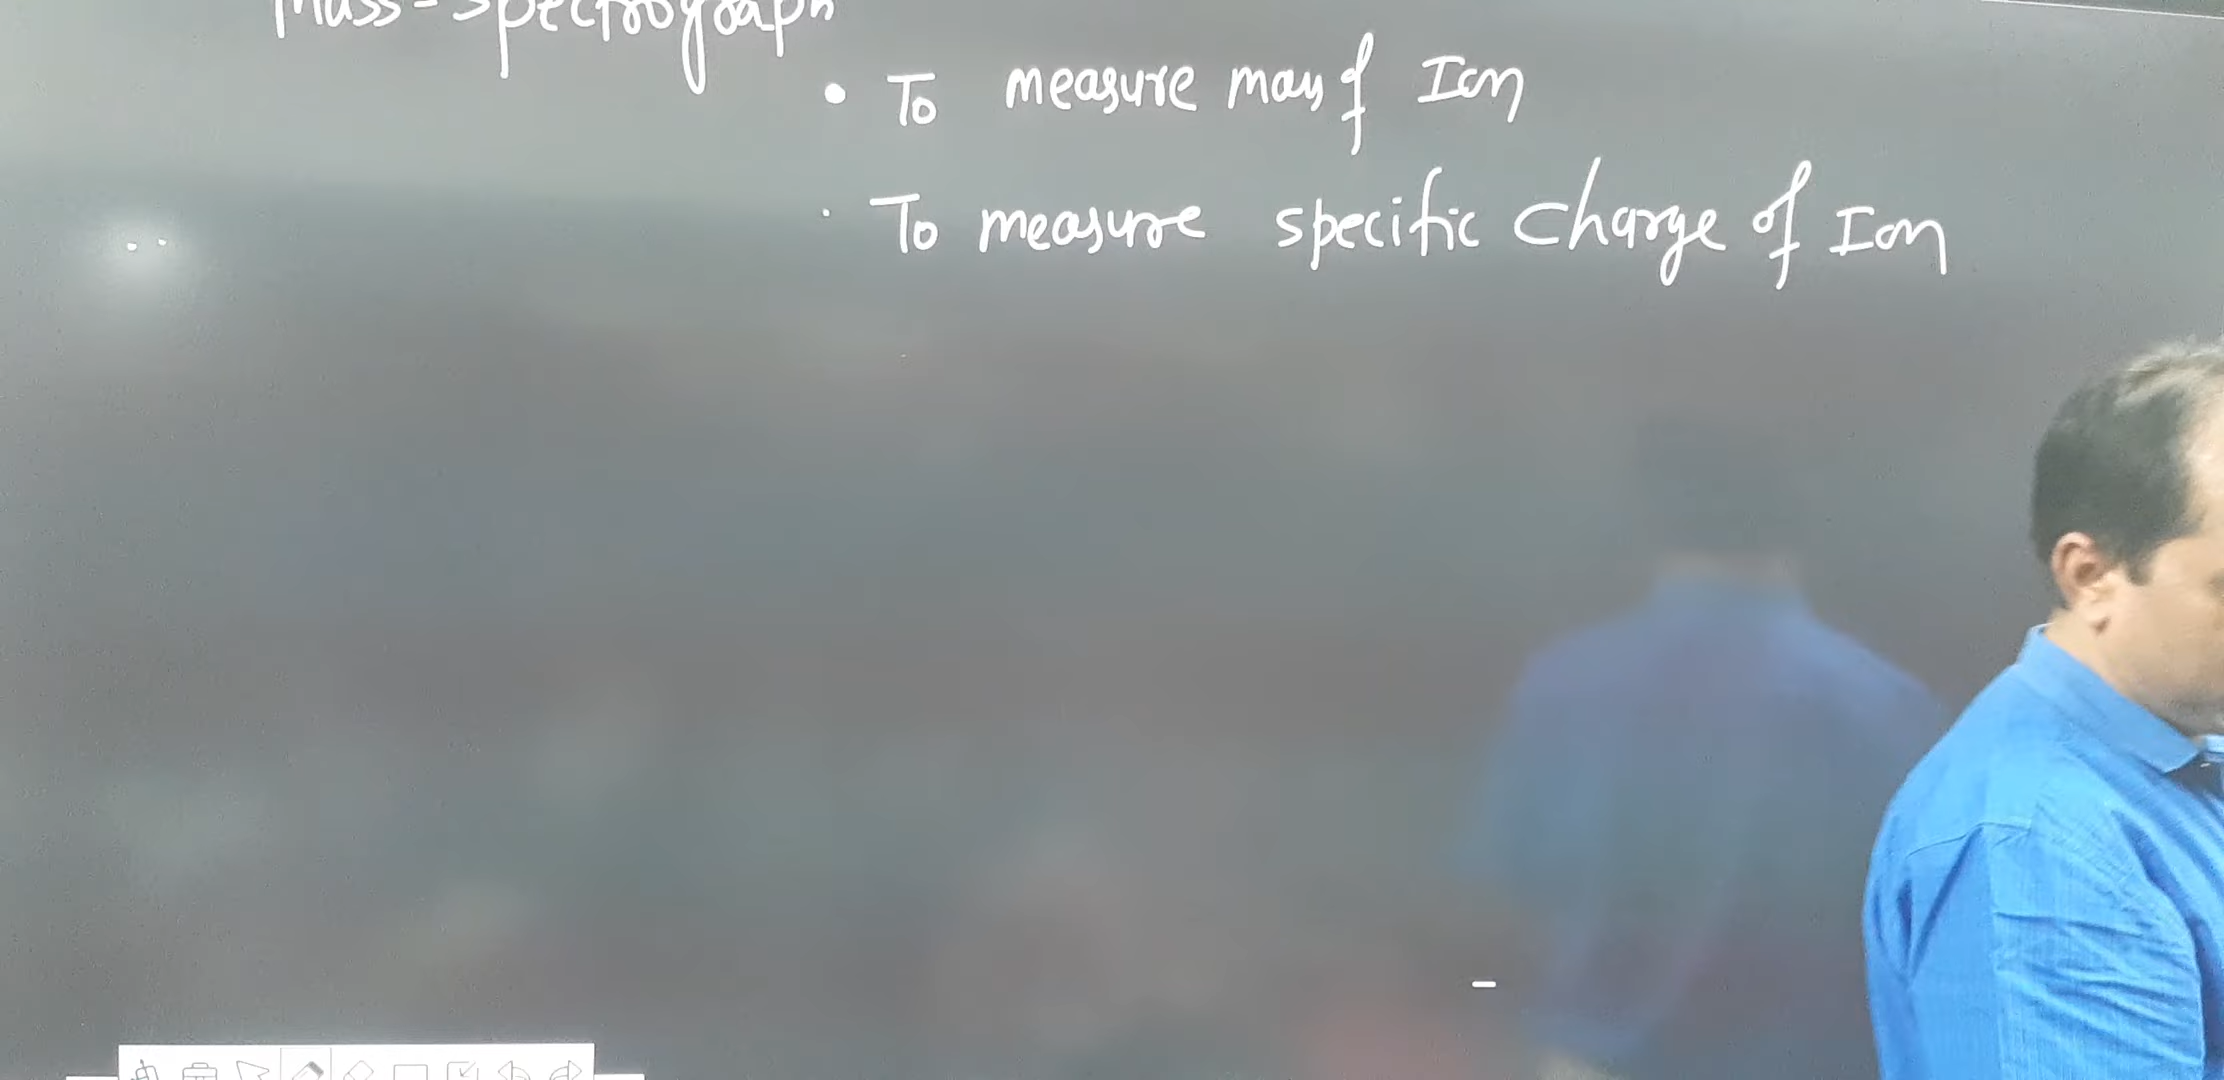 Mass-Spectrograph
• To measure mass of Ion
· To measure specific charge of Ion